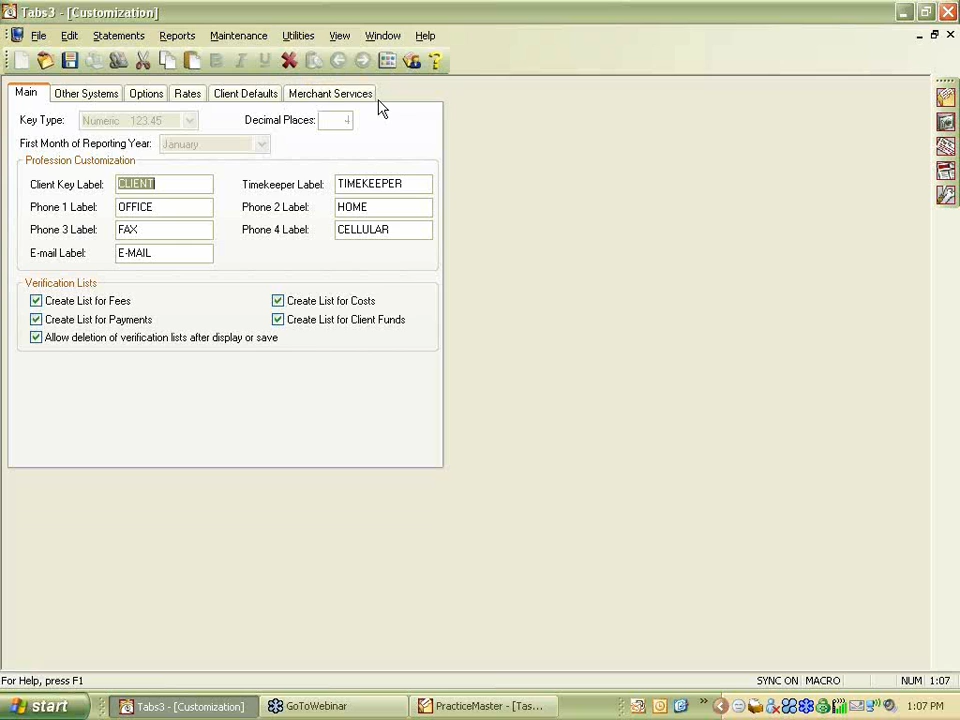 Tabs3 - [Customization]
File Edit Statements Reports Maintenance Utilities View Window Help
Main Other Systems Options Rates Client Defaults Merchant Services
Key Type: Numeric 123.45 Decimal Places:
First Month of Reporting Year: January
Profession Customization
Client Key Label: CLIENT Timekeeper Label: TIMEKEEPER
Phone 1 Label: OFFICE Phone 2 Label: HOME
Phone 3 Label: FAX Phone 4 Label: CELLULAR
E-mail Label: E-MAIL
Verification Lists
Create List for Fees Create List for Costs
Create List for Payments Create List for Client Funds
Allow deletion of verification lists after display or save
For Help, press F1 SYNC ON MACRO NUM 1:07
start Tabs3 - [Customization] GoToWebinar PracticeMaster - [Tas... 1:07 PM